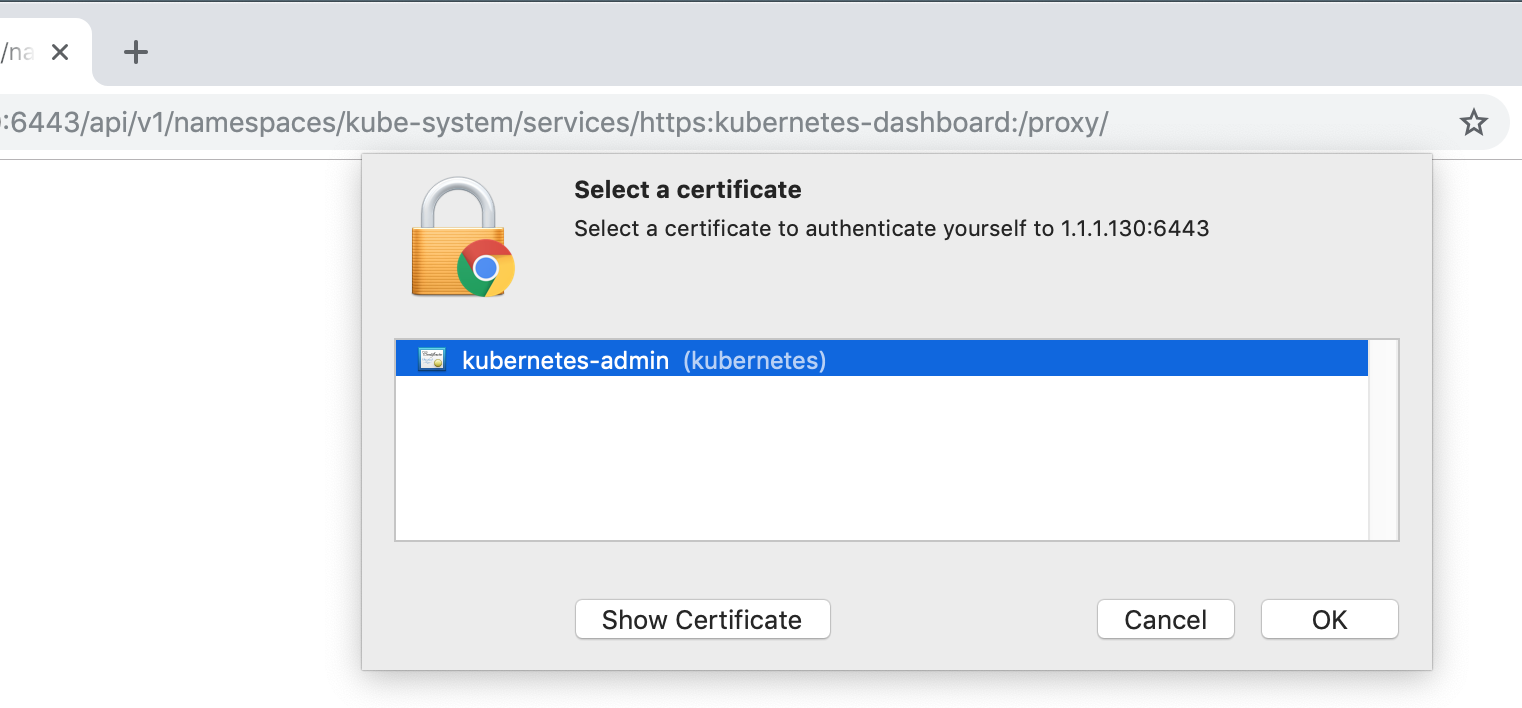 /na
:6443/api/v1/namespaces/kube-system/services/https:kubernetes-dashboard:/proxy/
Select a certificate
Select a certificate to authenticate yourself to 1.1.1.130:6443
kubernetes-admin (kubernetes)
Show Certificate
Cancel
OK